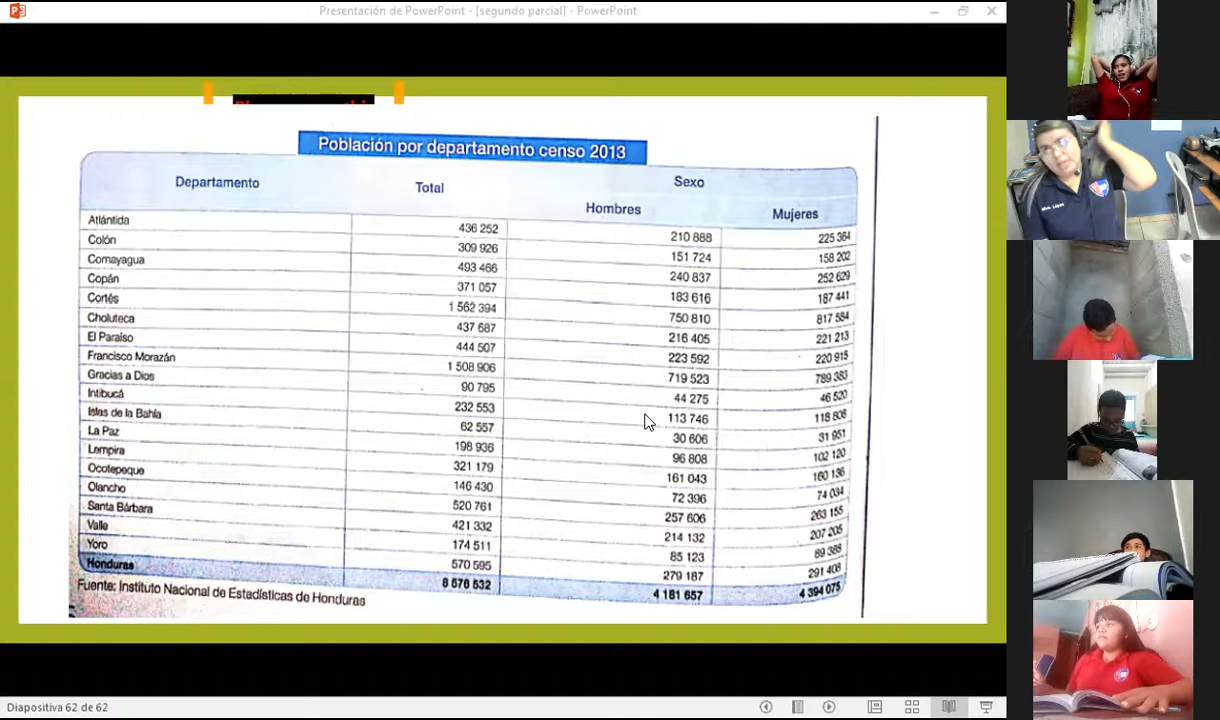 Presentación de PowerPoint - [segundo parcial] - PowerPoint
Población por departamento censo 2013
Departamento Total Sexo
Hombres Mujeres
Atlántida 436 252 210 888 225 364
Colón 309 926 151 724 158 202
Comayagua 493 466 240 837 252 629
Copán 371 057 183 616 187 441
Cortés 1 562 394 750 810 817 584
Choluteca 437 687 216 405 221 213
El Paraíso 444 507 223 592 220 915
Francisco Morazán 1 508 906 719 523 789 383
Gracias a Dios 90 795 44 275 46 520
Intibucá 232 553 113 746 118 808
Islas de la Bahía 62 557 30 606 31 951
La Paz 198 936 96 808 102 120
Lempira 321 179 161 043 160 136
Ocotepeque 146 430 72 396 74 034
Olancho 520 761 257 606 263 155
Santa Bárbara 421 332 214 132 207 205
Valle 174 511 85 123 89 388
Yoro 570 595 279 187 291 408
Honduras 8 576 532 4 181 657 4 394 075
Fuente: Instituto Nacional de Estadísticas de Honduras
Diapositiva 62 de 62